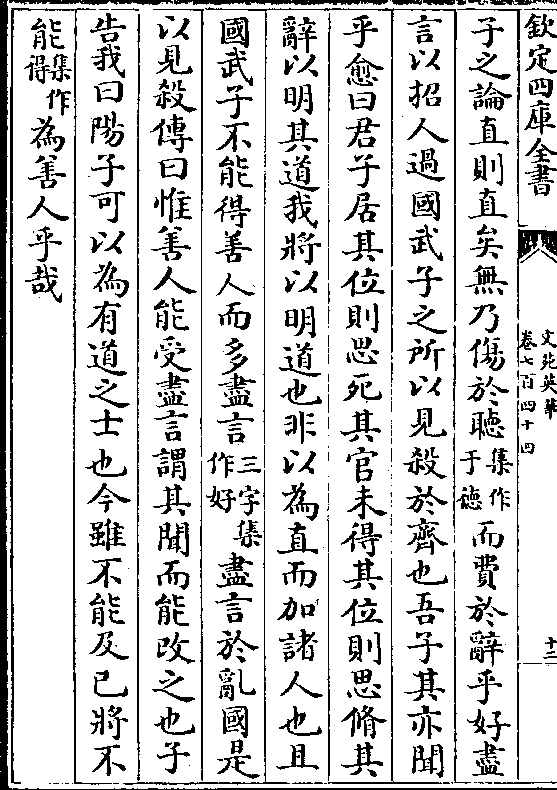 欽定四庫全書
文苑英華
卷七百四十四
十二
子之論直則直矣無乃傷於聽集作于德而費於辭乎好盡
言以招人過國武子之所以見殺於齊也吾子其亦聞
乎愈曰君子居其位則思死其官未得其位則思脩其
辭以明其道我將以明道也非以為直而加諸人也且
國武子不能得善人而多盡言三字集作好盡言於亂國是
以見殺傳曰惟善人能受盡言謂其聞而能改之也子
告我曰陽子可以為有道之士也今雖不能及已將不
能集作得為善人乎哉